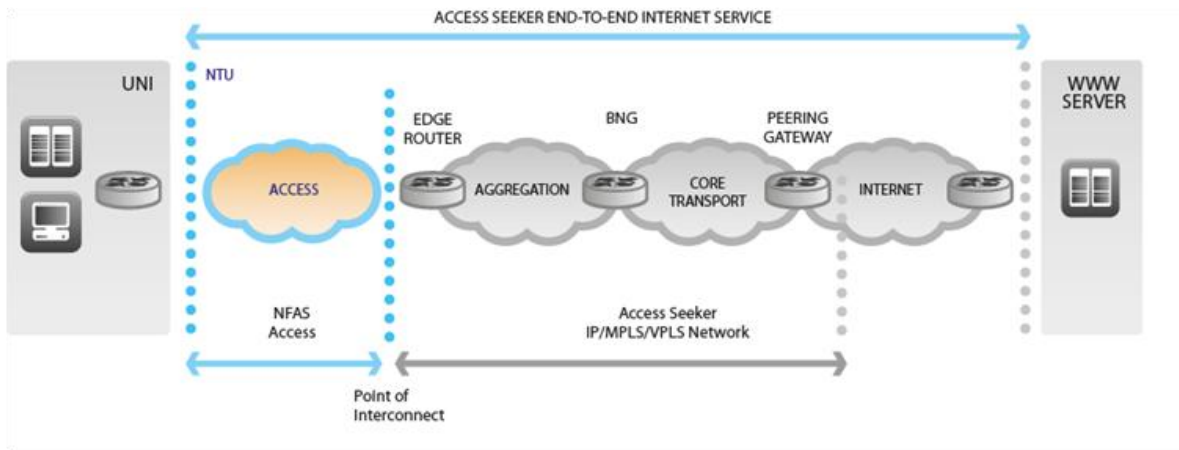 ACCESS SEEKER END-TO-END INTERNET SERVICE
UNI
NTU
EDGE
ROUTER
BNG
PEERING
GATEWAY
WWW
SERVER
ACCESS
AGGREGATION
CORE
TRANSPORT
INTERNET
NFAS
Access
Access Seeker
IP/MPLS/VPLS Network
Point of
Interconnect